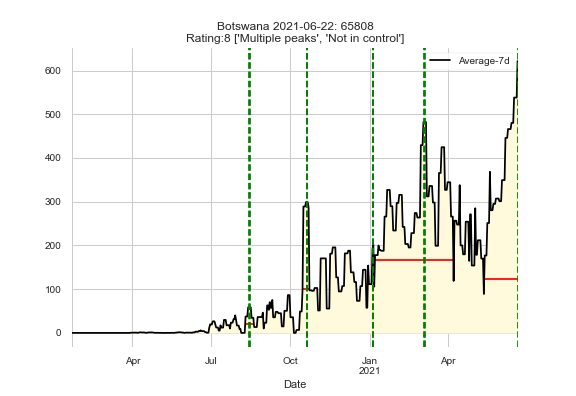 Botswana 2021-06-22: 65808
Rating:8 ['Multiple peaks', 'Not in control']
Average-7d
600
500
400
300
200
100
0
Apr
Jul
Oct
Jan
2021
Apr
Date